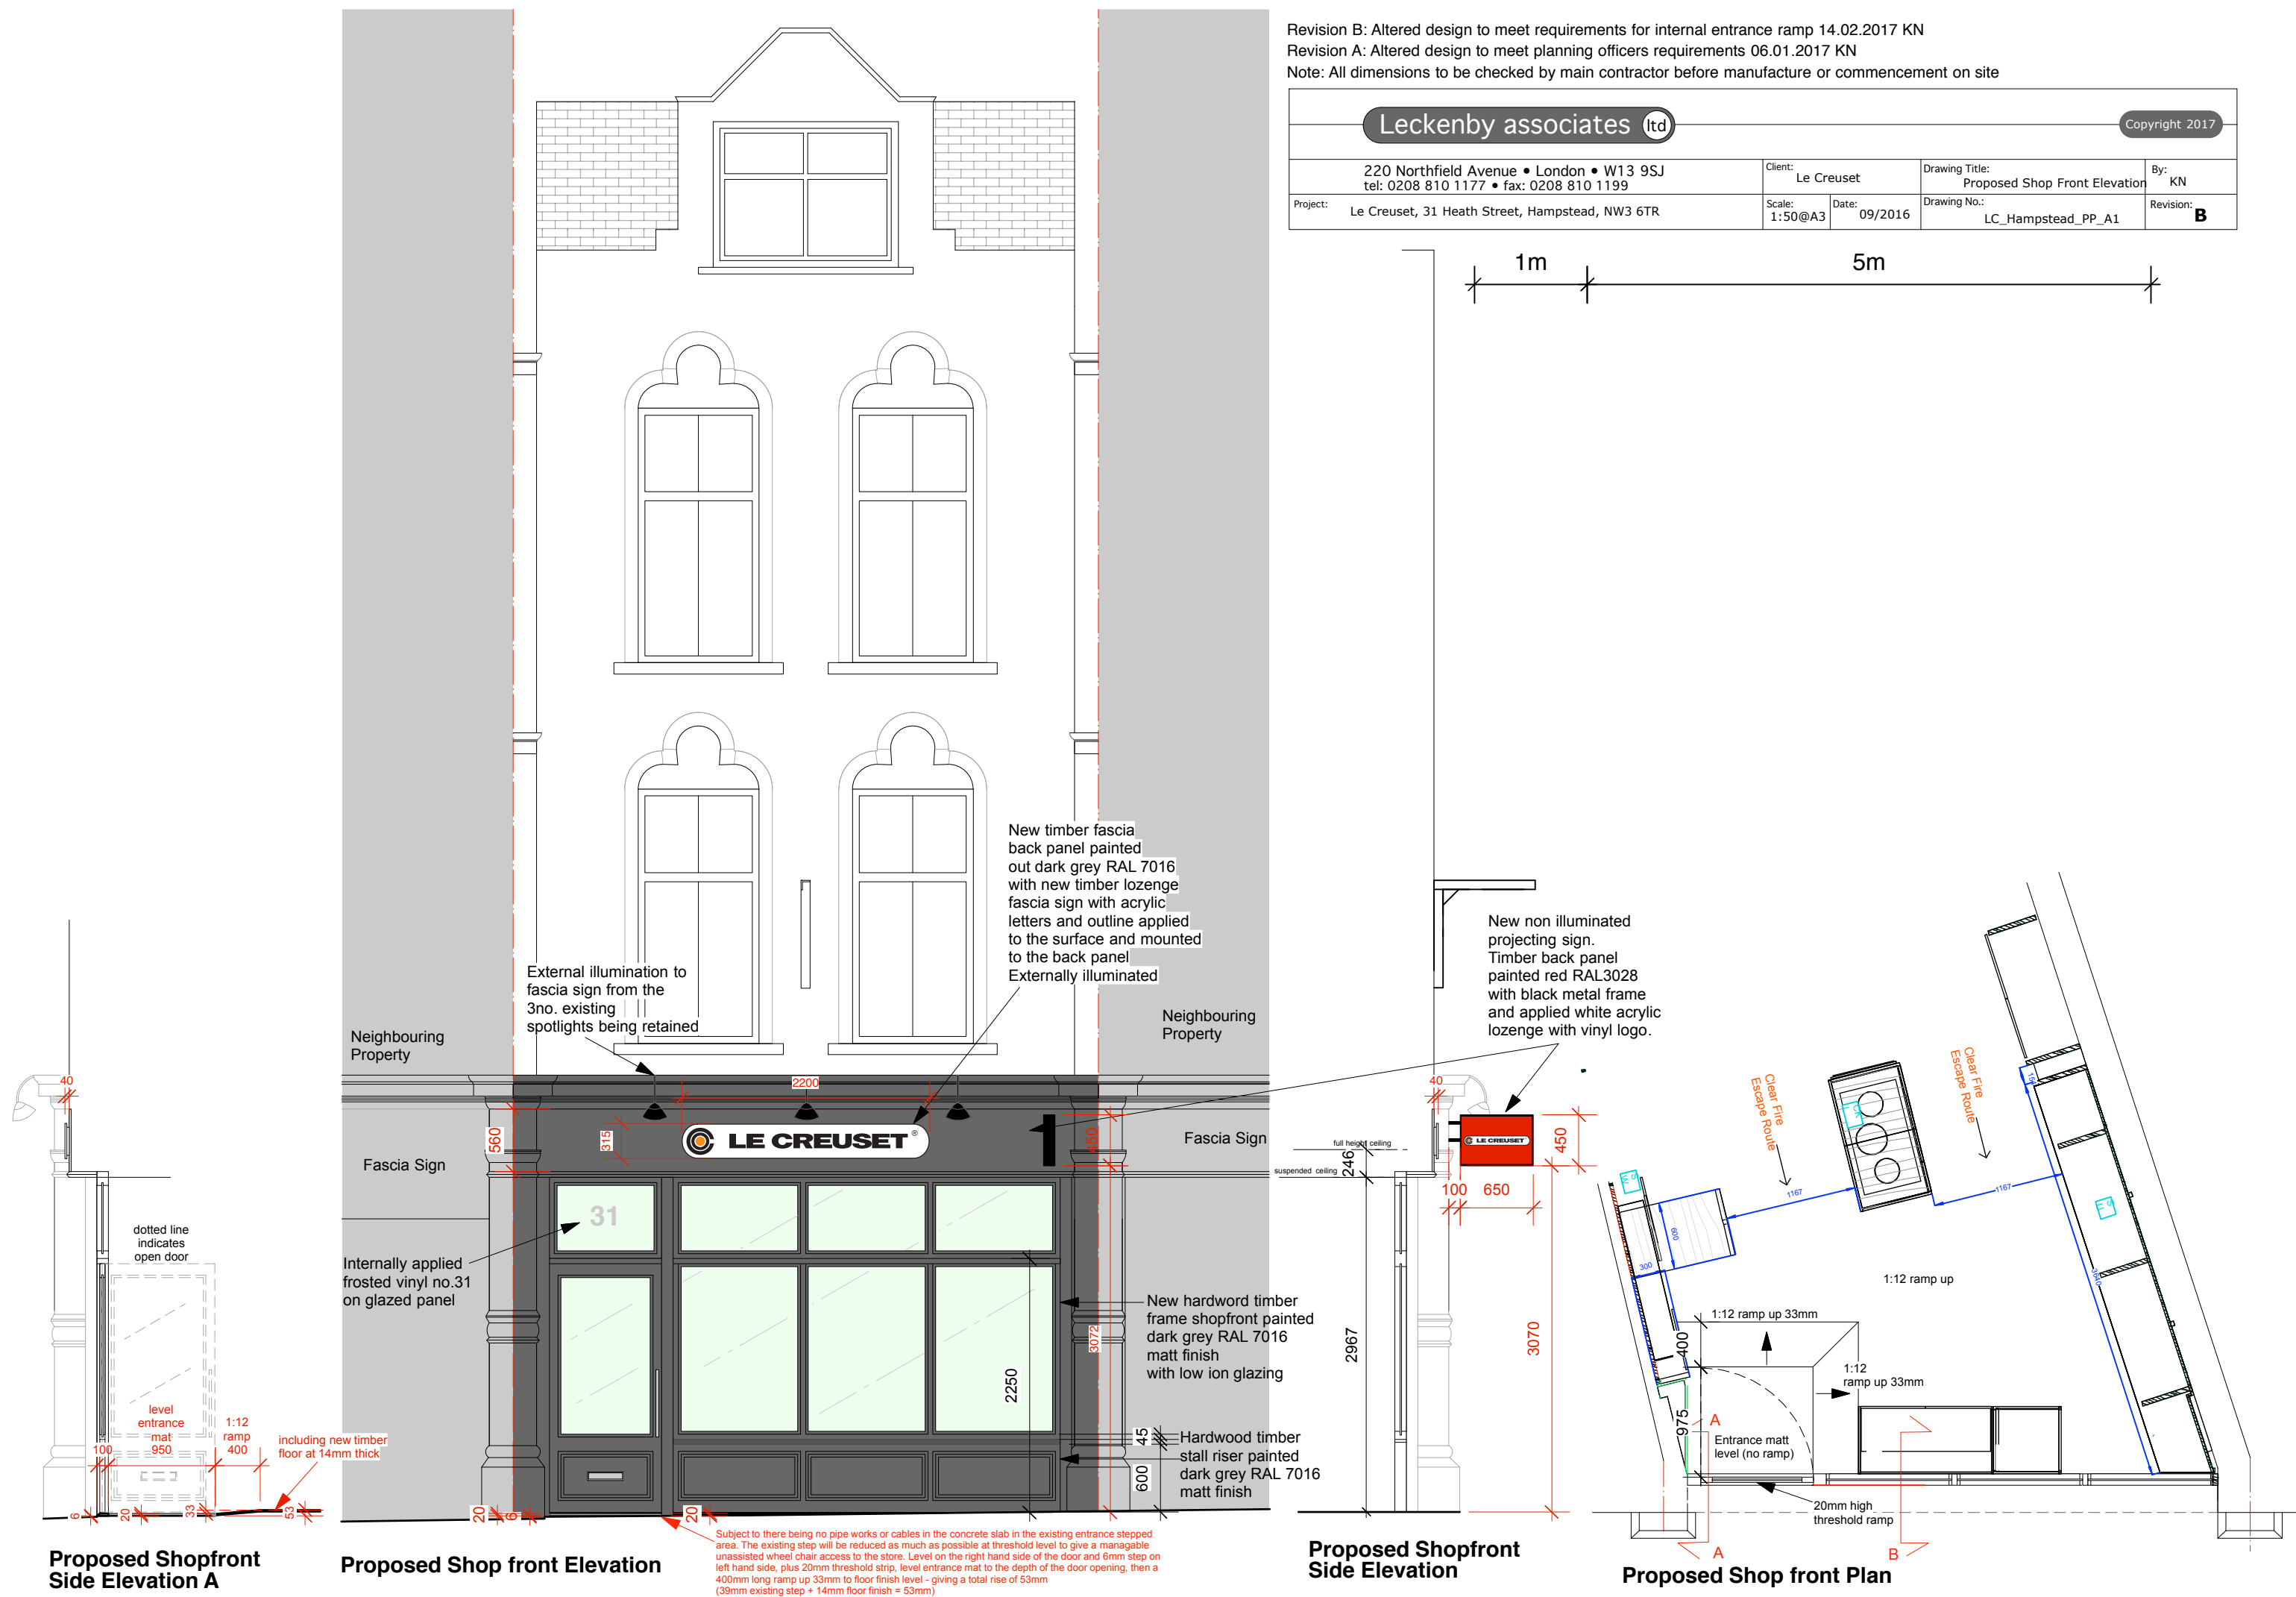 Revision B: Altered design to meet requirements for internal entrance ramp 14.02.2017 KN
Revision A: Altered design to meet planning officers requirements 06.01.2017 KN
Note: All dimensions to be checked by main contractor before manufacture or commencement on site
Leckenby associates ltd
Copyright 2017
220 Northfield Avenue • London • W13 9SJ
tel: 0208 810 1177 • fax: 0208 810 1199
Client:
Le Creuset
Drawing Title:
Proposed Shop Front Elevation
By:
KN
Project:
Le Creuset, 31 Heath Street, Hampstead, NW3 6TR
Scale:
1:50@A3
Date:
09/2016
Drawing No.:
LC_Hampstead_PP_A1
Revision:
B
1m
5m
40
dotted line
indicates
open door
level
entrance
mat
950
100
1:12
ramp
400
including new timber
floor at 14mm thick
6
20
33
53
Proposed Shopfront
Side Elevation A
Neighbouring
Property
Fascia Sign
External illumination to
fascia sign from the
3no. existing
spotlights being retained
New timber fascia
back panel painted
out dark grey RAL 7016
with new timber lozenge
fascia sign with acrylic
letters and outline applied
to the surface and mounted
to the back panel
Externally illuminated
Neighbouring
Property
Fascia Sign
2200
560
315
LE CREUSET®
450
31
Internally applied
frosted vinyl no.31
on glazed panel
New hardword timber
frame shopfront painted
dark grey RAL 7016
matt finish
with low ion glazing
3072
2250
45
600
Hardwood timber
stall riser painted
dark grey RAL 7016
matt finish
20
6
20
Proposed Shop front Elevation
Subject to there being no pipe works or cables in the concrete slab in the existing entrance stepped
area. The existing step will be reduced as much as possible at threshold level to give a managable
unassisted wheel chair access to the store. Level on the right hand side of the door and 6mm step on
left hand side, plus 20mm threshold strip, level entrance mat to the depth of the door opening, then a
400mm long ramp up 33mm to floor finish level - giving a total rise of 53mm
(39mm existing step + 14mm floor finish = 53mm)
New non illuminated
projecting sign.
Timber back panel
painted red RAL3028
with black metal frame
and applied white acrylic
lozenge with vinyl logo.
40
full height ceiling
246
suspended ceiling
LE CREUSET
450
100
650
2967
3070
Proposed Shopfront
Side Elevation
Clear Fire
Escape Route
Clear Fire
Escape Route
1167
1167
600
300
3640
1:12 ramp up
1:12 ramp up 33mm
400
1:12
ramp up 33mm
975
A
Entrance matt
level (no ramp)
20mm high
threshold ramp
A
B
Proposed Shop front Plan